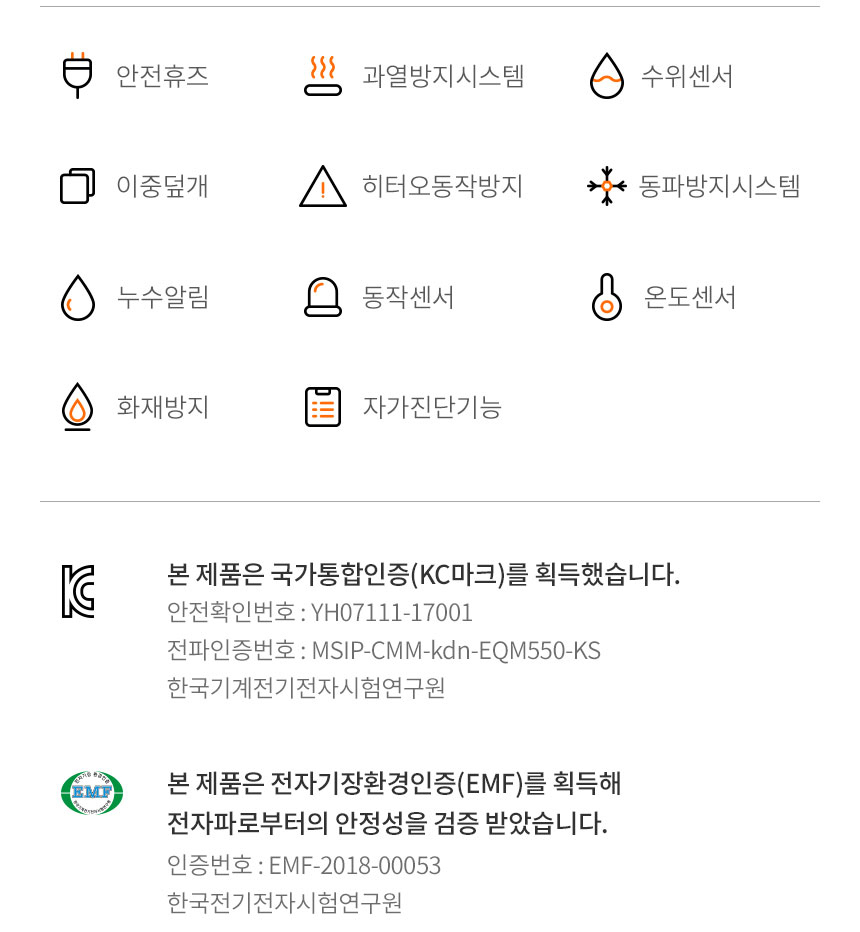 안전휴즈 과열방지시스템 수위센서
이중덮개 히터오동작방지 동파방지시스템
누수알림 동작센서 온도센서
화재방지 자가진단기능
본 제품은 국가통합인증(KC마크)를 획득했습니다.
안전확인번호 : YH07111-17001
전파인증번호 : MSIP-CMM-kdn-EQM550-KS
한국기계전기전자시험연구원
본 제품은 전자기장환경인증(EMF)를 획득해
EMF
전자파로부터의 안정성을 검증 받았습니다.
인증번호 : EMF-2018-00053
한국전기전자시험연구원